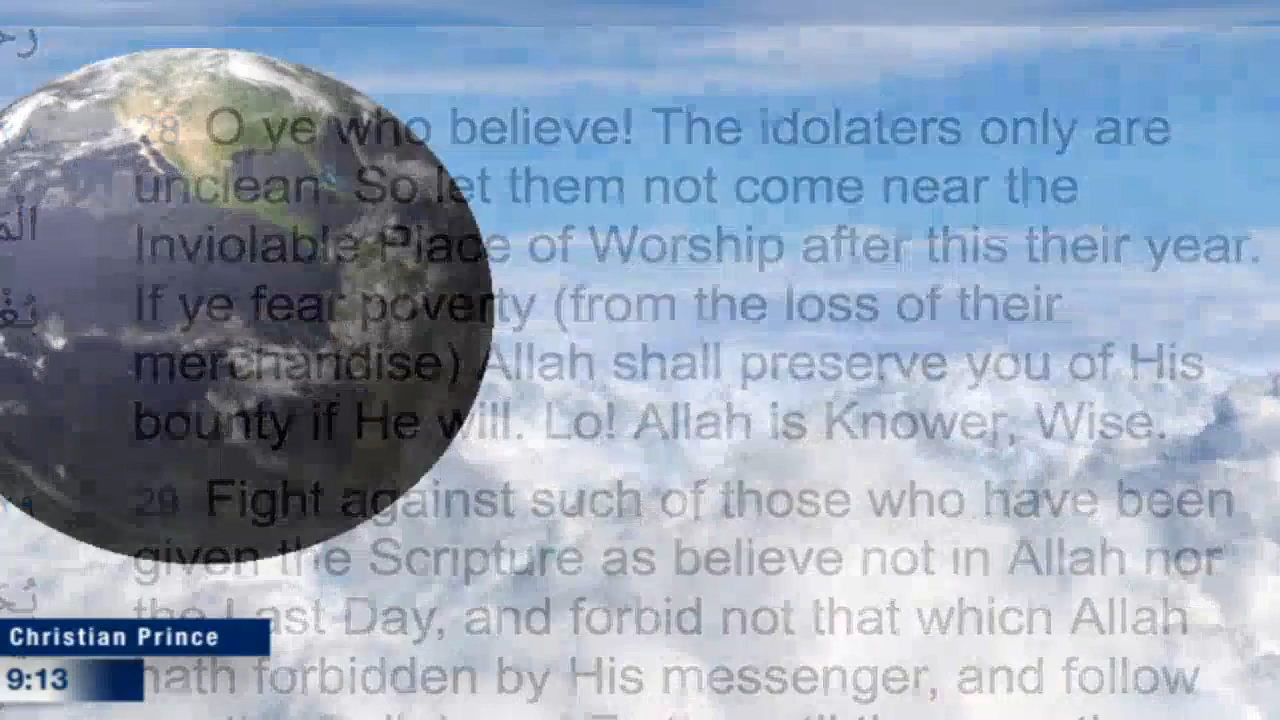 28 O ye who believe! The idolaters only are
unclean. So let them not come near the
Inviolable Place of Worship after this their year.
If ye fear poverty (from the loss of their
merchandise) Allah shall preserve you of His
bounty if He will. Lo! Allah is Knower, Wise.
29 Fight against such of those who have been
given the Scripture as believe not in Allah nor
the Last Day, and forbid not that which Allah
hath forbidden by His messenger, and follow
Christian Prince
9:13